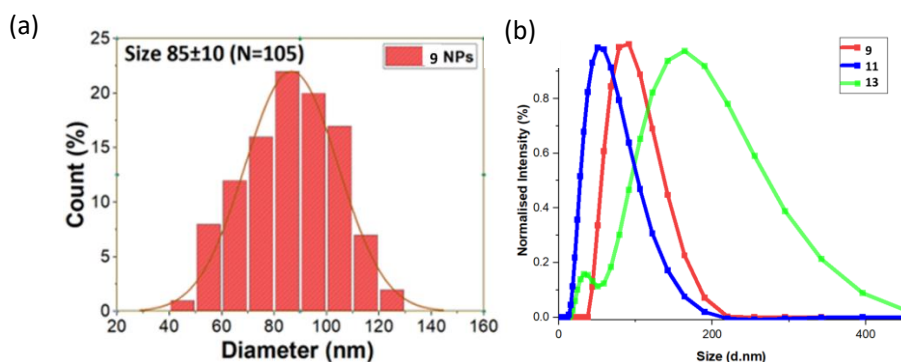 (a)
Size 85±10 (N=105)
9 NPs
Count (%)
25
20
15
10
5
0
20 40 60 80 100 120 140 160
Diameter (nm)
(b)
9
11
13
Normalised Intensity (%)
0.8
0.6
0.4
0.2
0.0
0 200 400
Size (d.nm)